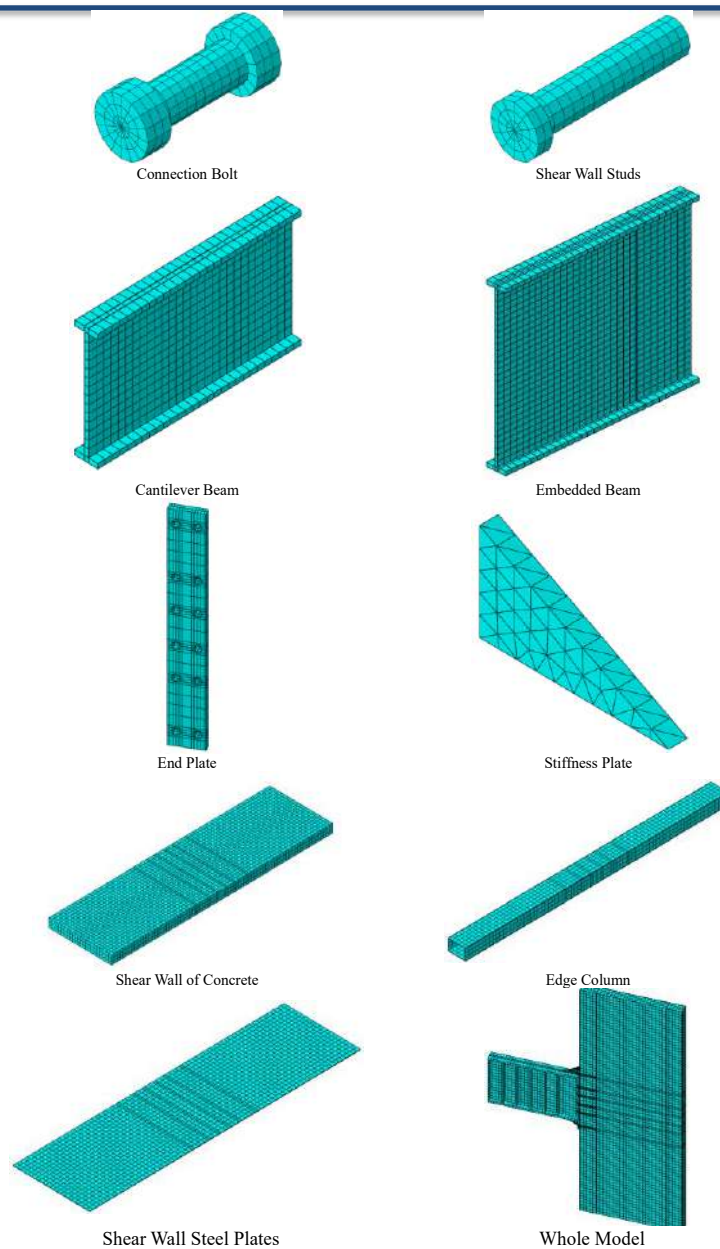 Connection Bolt
Shear Wall Studs
Cantilever Beam
Embedded Beam
End Plate
Stiffness Plate
Shear Wall of Concrete
Edge Column
Shear Wall Steel Plates
Whole Model